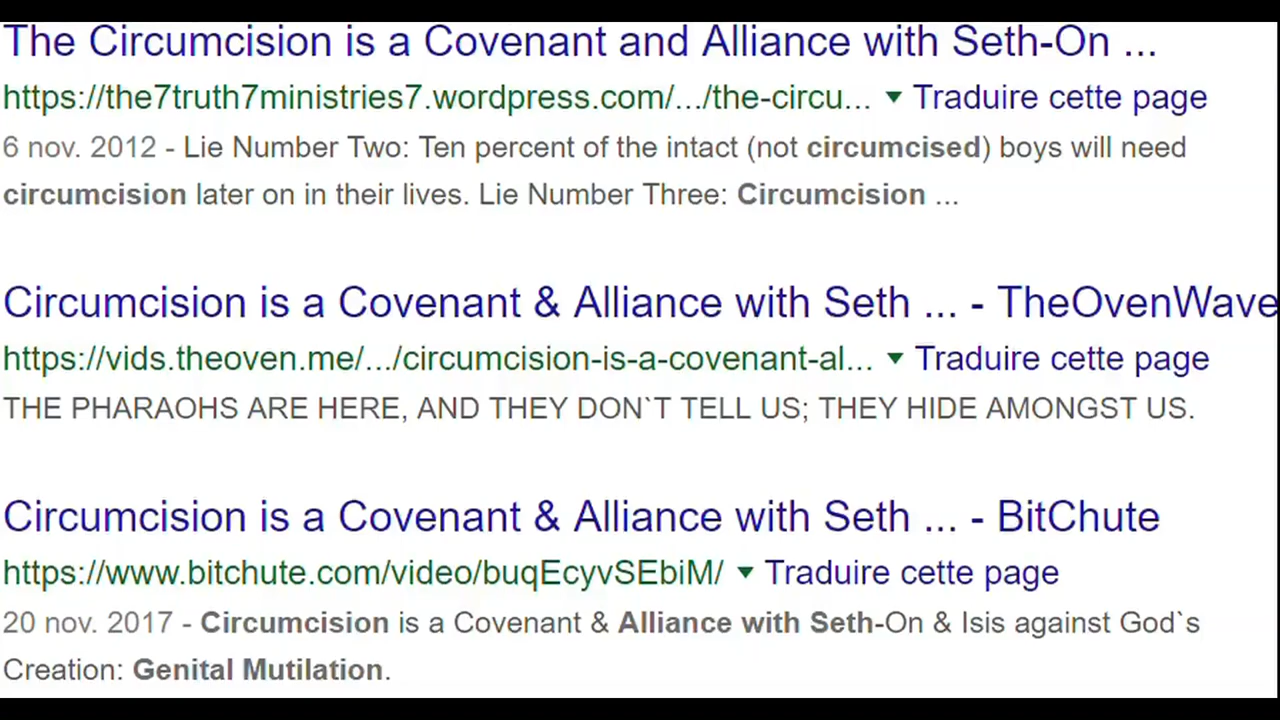 The Circumcision is a Covenant and Alliance with Seth-On ...
https://the7truth7ministries7.wordpress.com/.../the-circu... ▼ Traduire cette page
6 nov. 2012 - Lie Number Two: Ten percent of the intact (not circumcised) boys will need
circumcision later on in their lives. Lie Number Three: Circumcision ...
Circumcision is a Covenant & Alliance with Seth ... - TheOvenWave
https://vids.theoven.me/.../circumcision-is-a-covenant-al... ▼ Traduire cette page
THE PHARAOHS ARE HERE, AND THEY DON`T TELL US; THEY HIDE AMONGST US.
Circumcision is a Covenant & Alliance with Seth ... - BitChute
https://www.bitchute.com/video/buqEcyvSEbiM/ ▼ Traduire cette page
20 nov. 2017 - Circumcision is a Covenant & Alliance with Seth-On & Isis against God`s
Creation: Genital Mutilation.